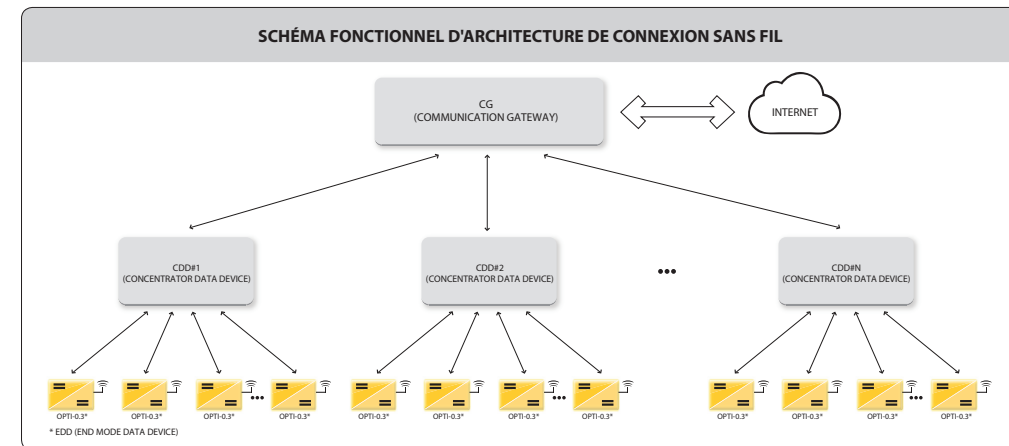 SCHÉMA FONCTIONNEL D'ARCHITECTURE DE CONNEXION SANS FIL
CG
(COMMUNICATION GATEWAY)
INTERNET
CDD#1
(CONCENTRATOR DATA DEVICE)
CDD#2
(CONCENTRATOR DATA DEVICE)
•••
CDD#N
(CONCENTRATOR DATA DEVICE)
OPTI-0.3*
OPTI-0.3*
OPTI-0.3*
•••
OPTI-0.3*
OPTI-0.3*
OPTI-0.3*
OPTI-0.3*
•••
OPTI-0.3*
OPTI-0.3*
OPTI-0.3*
OPTI-0.3*
•••
OPTI-0.3*
* EDD (END MODE DATA DEVICE)